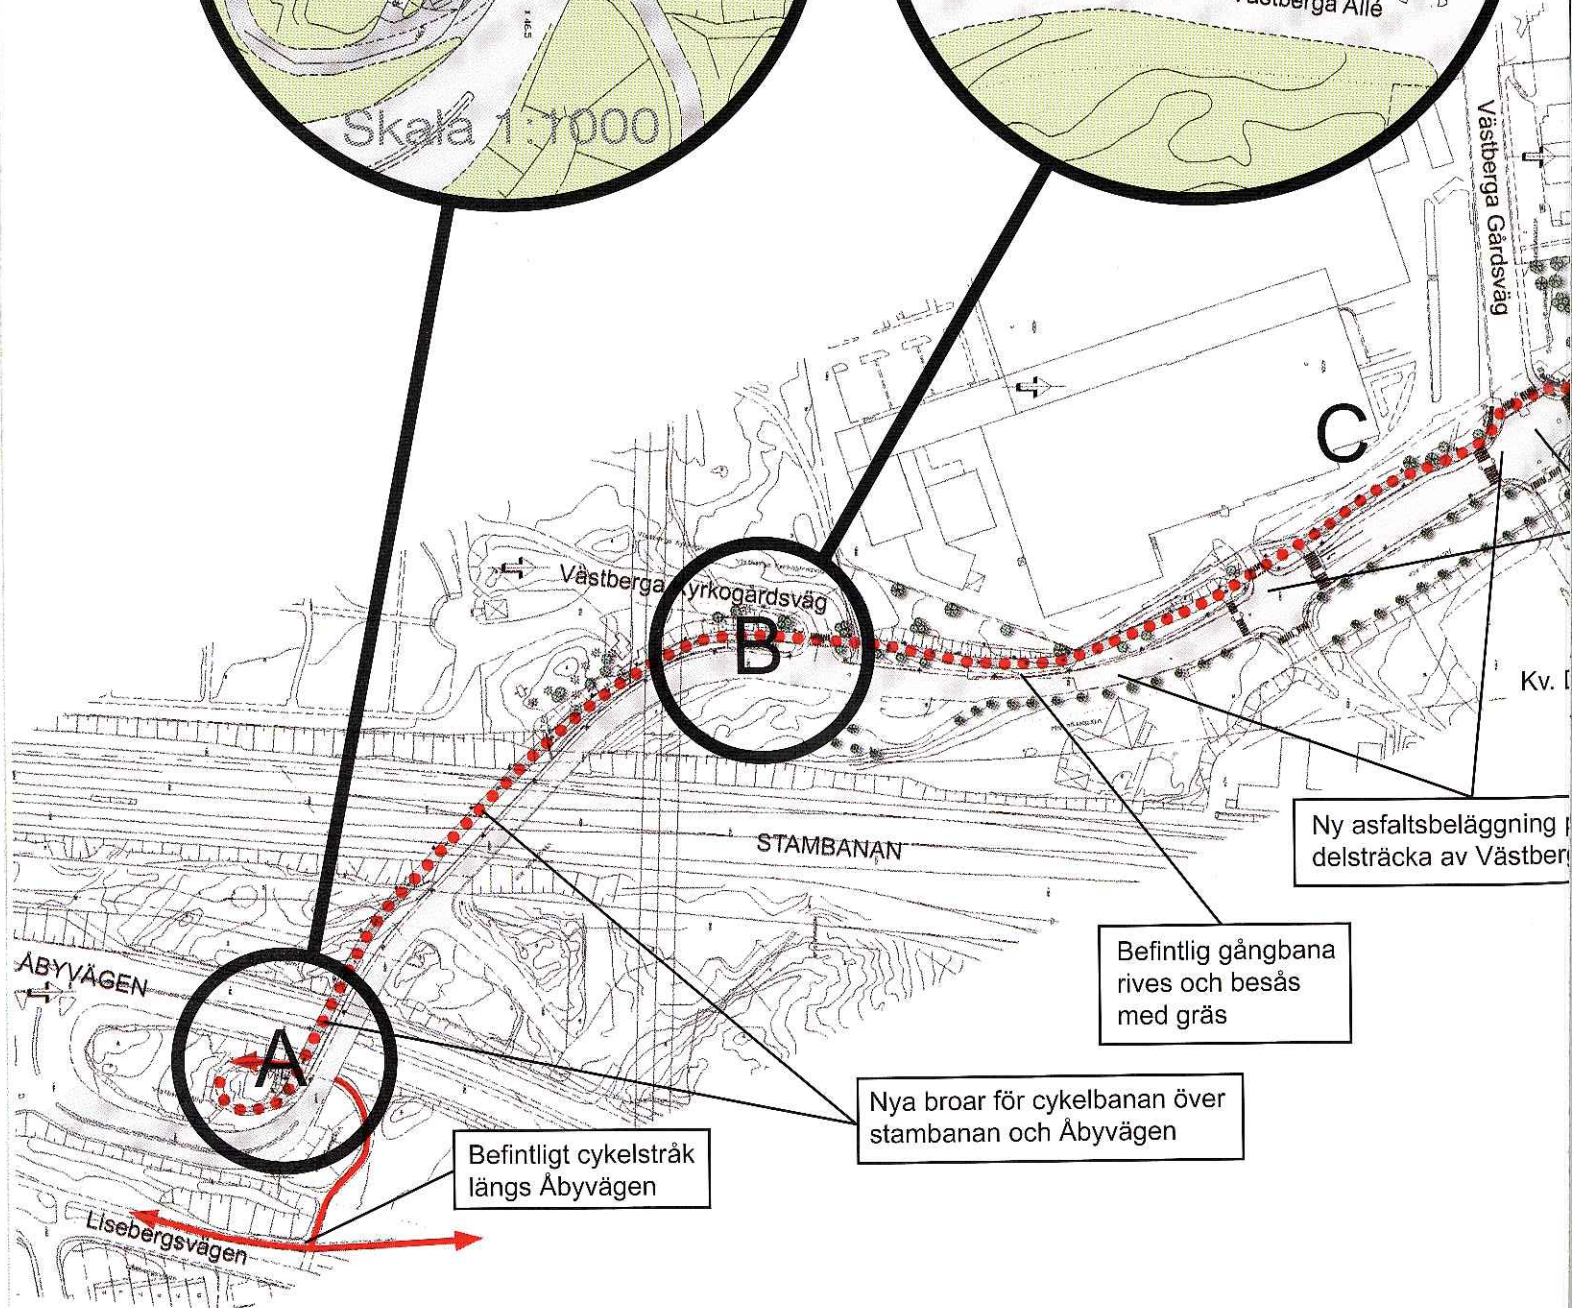 Västberga Allé
Skala 1:1000
Västberga Gårdsväg
C
Västberga Kyrkogårdsväg
B
Kv.
STAMBANAN
Ny asfaltsbeläggning
delsträcka av
Befintlig gångbana
rives och besås
med gräs
ÅBYVÄGEN
A
Nya broar för cykelbanan över
stambanan och Åbyvägen
Befintligt cykelstråk
längs Åbyvägen
Lisebergsvägen